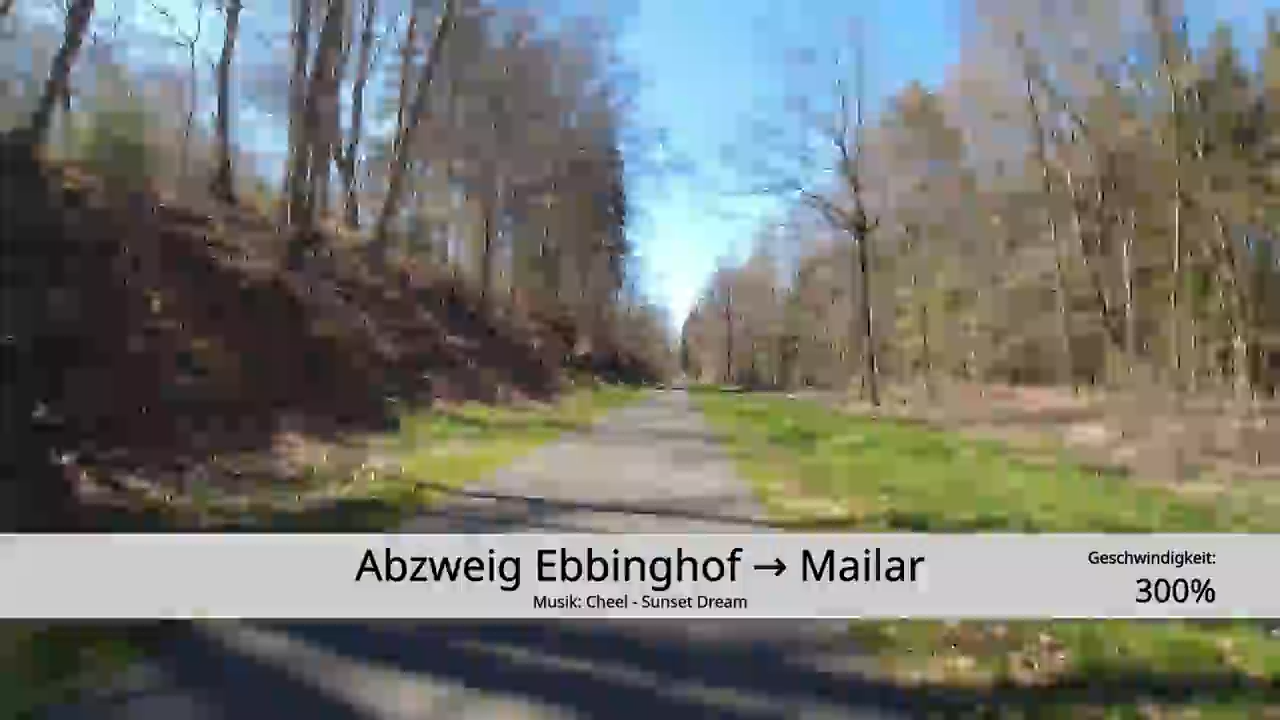 Abzweig Ebbinghof → Mailar
Musik: Cheel - Sunset Dream
Geschwindigkeit:
300%